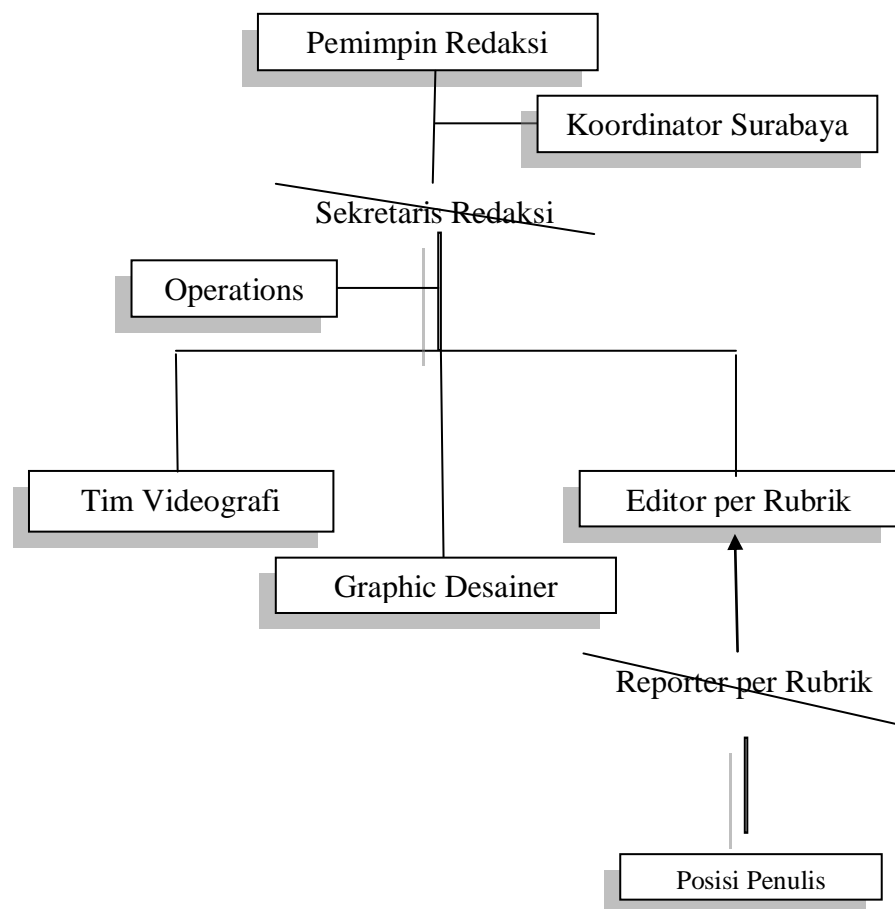 Pemimpin Redaksi
Koordinator Surabaya
Sekretaris Redaksi
Operations
Tim Videografi
Editor per Rubrik
Graphic Desainer
Reporter per Rubrik
Posisi Penulis